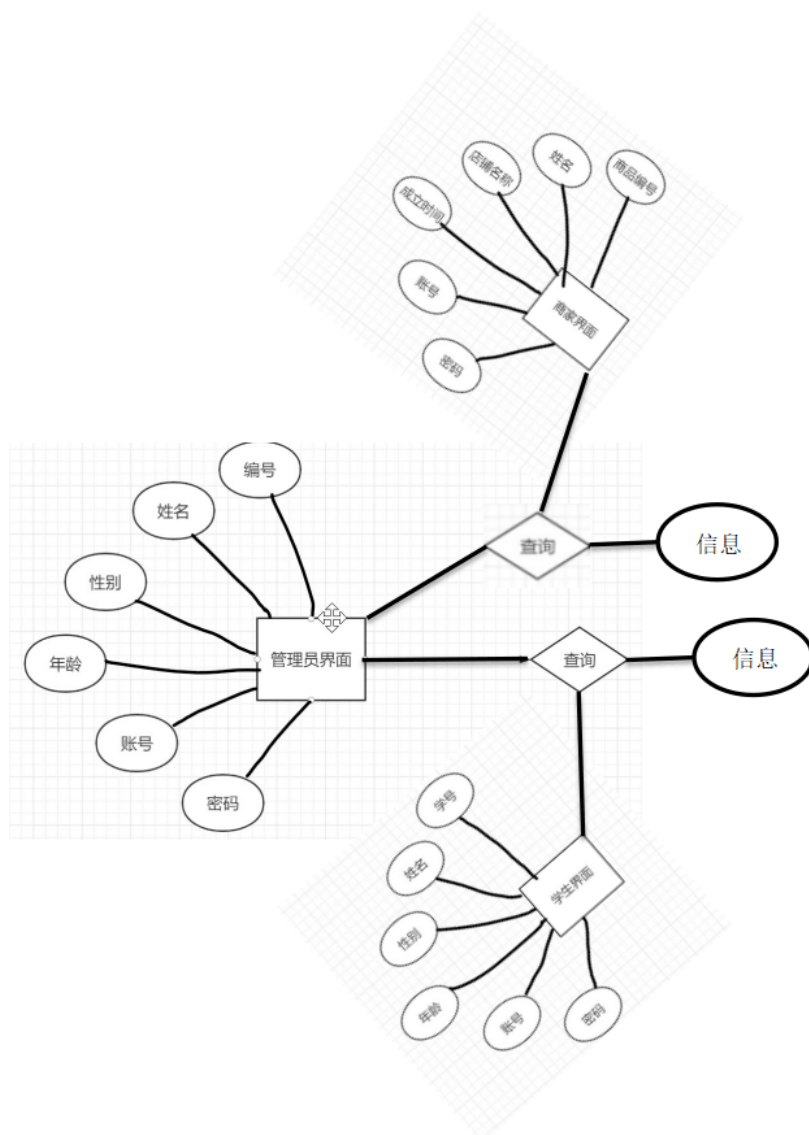 商品编号
姓名
店铺名称
成立时间
账号
密码
商家界面
编号
姓名
性别
年龄
账号
密码
管理员界面
查询
信息
查询
信息
学号
姓名
性别
年龄
账号
密码
学生界面